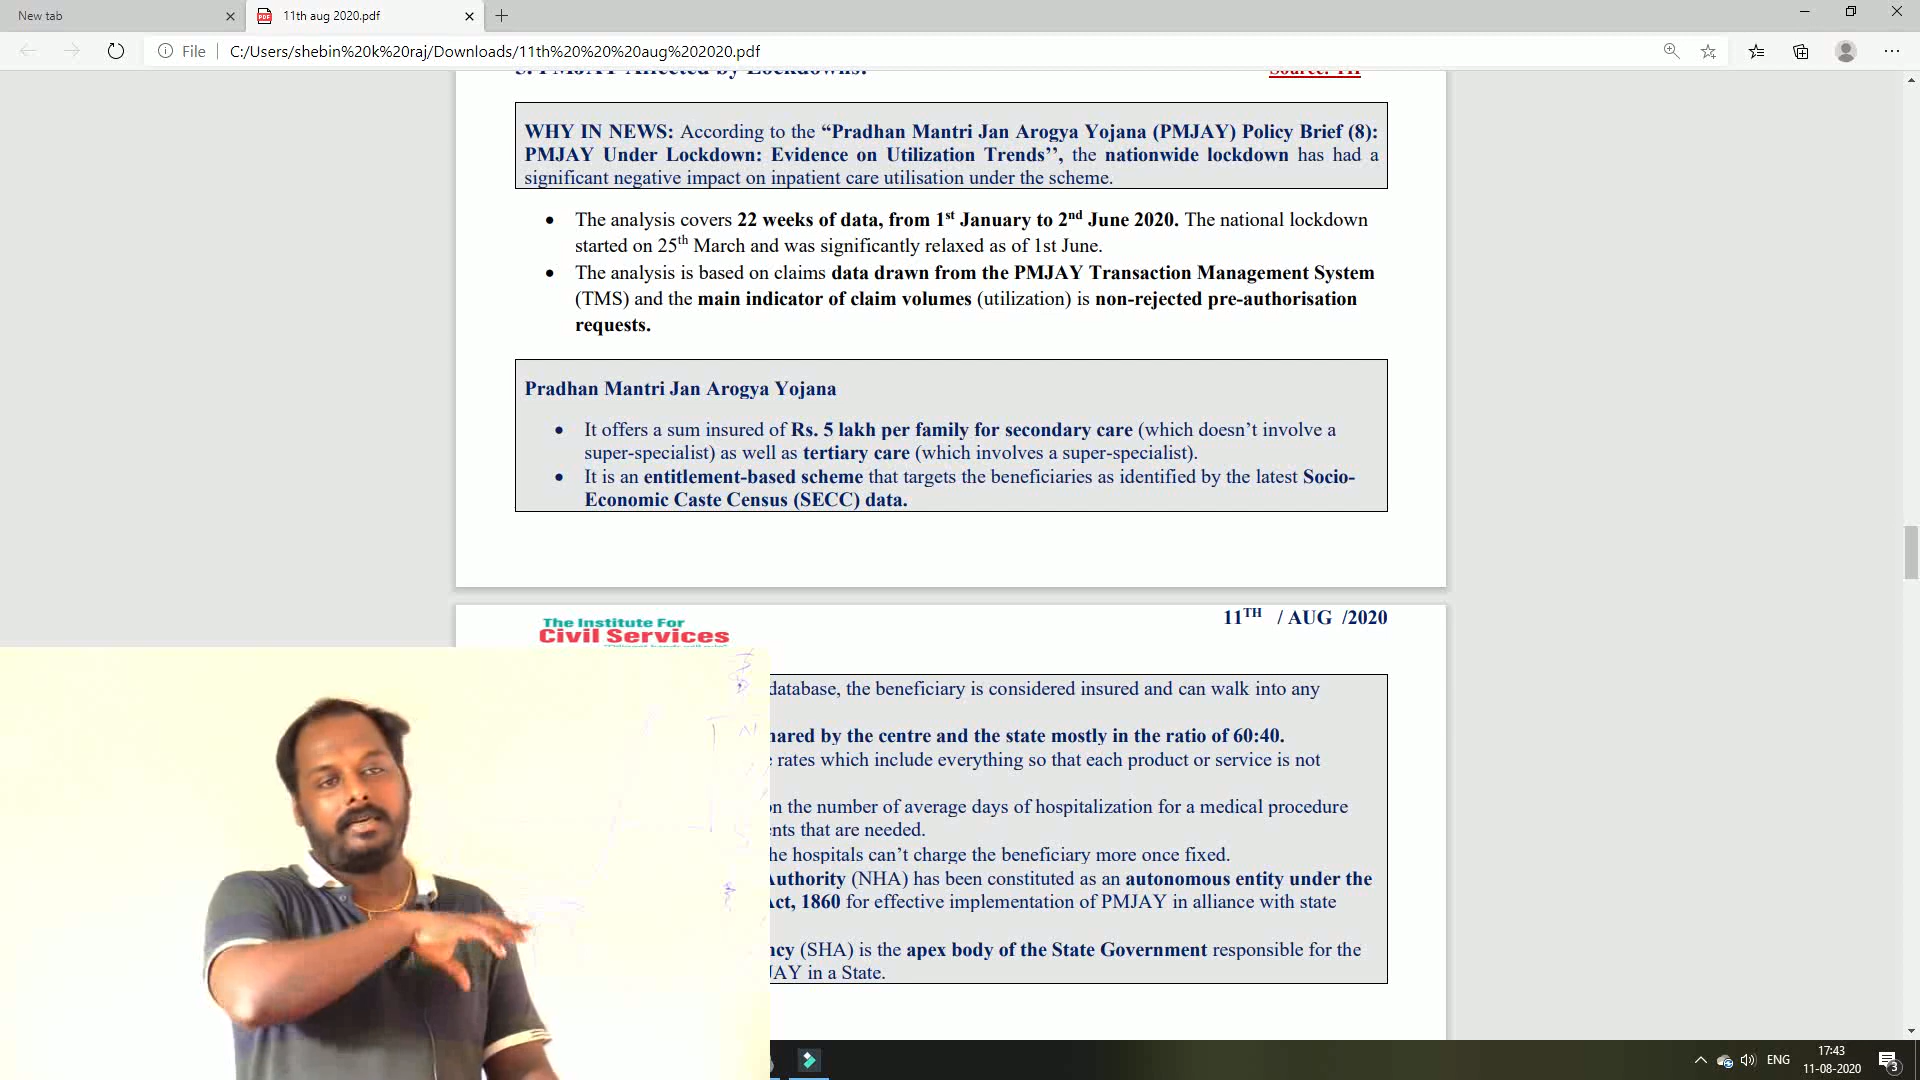 New tab
11th aug 2020.pdf
File
C:/Users/shebin%20k%20raj/Downloads/11th%20%20%20aug%202020.pdf
3. PMJAY Affected by Lockdowns: Source: TH
WHY IN NEWS: According to the “Pradhan Mantri Jan Arogya Yojana (PMJAY) Policy Brief (8):
PMJAY Under Lockdown: Evidence on Utilization Trends’’, the nationwide lockdown has had a
significant negative impact on inpatient care utilisation under the scheme.
• The analysis covers 22 weeks of data, from 1st January to 2nd June 2020. The national lockdown
started on 25th March and was significantly relaxed as of 1st June.
• The analysis is based on claims data drawn from the PMJAY Transaction Management System
(TMS) and the main indicator of claim volumes (utilization) is non-rejected pre-authorisation
requests.
Pradhan Mantri Jan Arogya Yojana
• It offers a sum insured of Rs. 5 lakh per family for secondary care (which doesn’t involve a
super-specialist) as well as tertiary care (which involves a super-specialist).
• It is an entitlement-based scheme that targets the beneficiaries as identified by the latest Socio-
Economic Caste Census (SECC) data.
The Institute For
Civil Services
11TH / AUG /2020
database, the beneficiary is considered insured and can walk into any
hared by the centre and the state mostly in the ratio of 60:40.
e rates which include everything so that each product or service is not
on the number of average days of hospitalization for a medical procedure
nts that are needed.
he hospitals can’t charge the beneficiary more once fixed.
Authority (NHA) has been constituted as an autonomous entity under the
Act, 1860 for effective implementation of PMJAY in alliance with state
ncy (SHA) is the apex body of the State Government responsible for the
JAY in a State.
ENG
17:43
11-08-2020
3